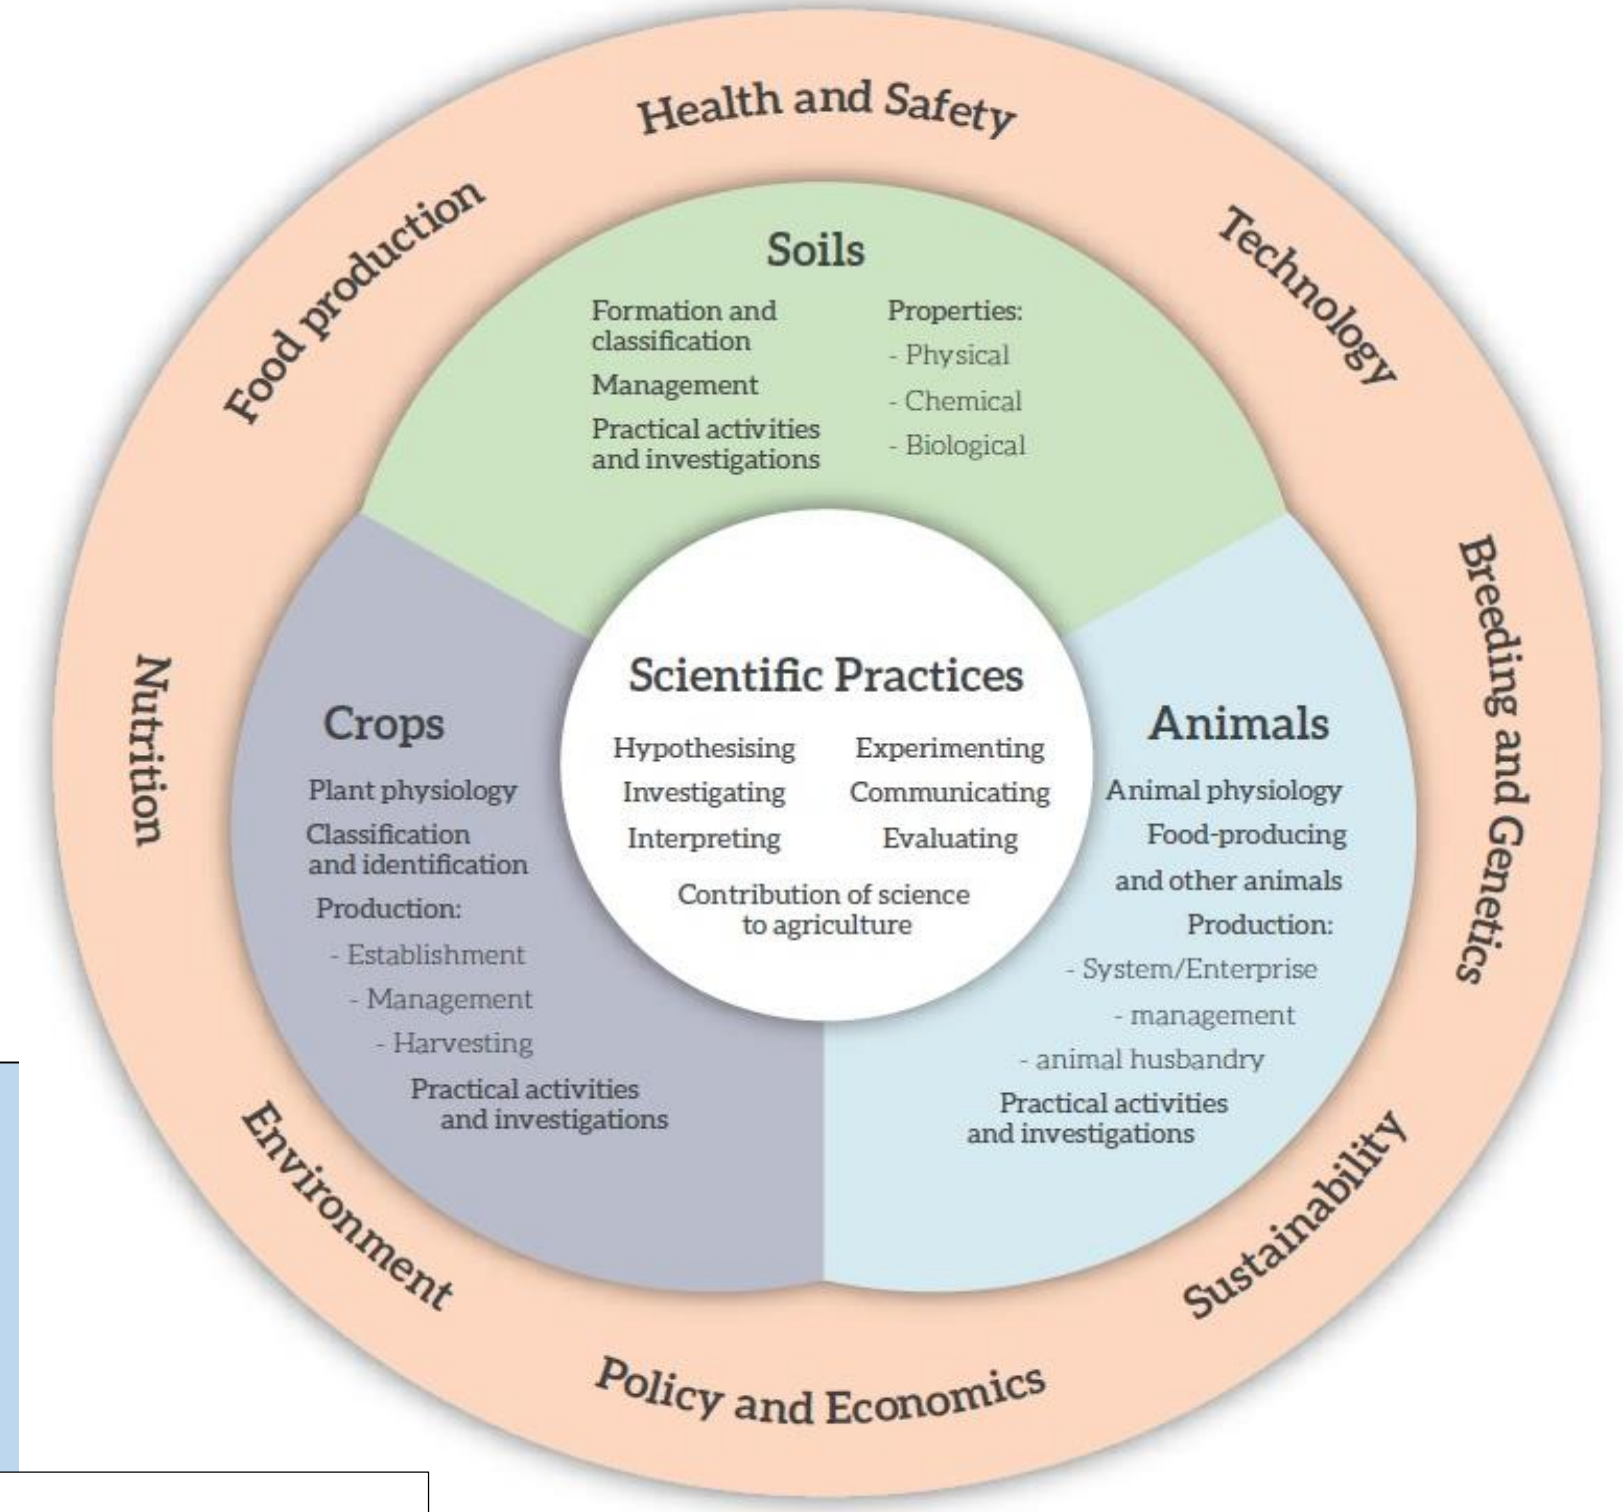 Health and Safety
Technology
Breeding and Genetics
Sustainability
Policy and Economics
Environment
Nutrition
Food production
Soils
Formation and
classification
Management
Practical activities
and investigations
Properties:
- Physical
- Chemical
- Biological
Scientific Practices
Hypothesising
Investigating
Interpreting
Experimenting
Communicating
Evaluating
Contribution of science
to agriculture
Crops
Plant physiology
Classification
and identification
Production:
- Establishment
- Management
- Harvesting
Practical activities
and investigations
Animals
Animal physiology
Food-producing
and other animals
Production:
- System/Enterprise
- management
- animal husbandry
Practical activities
and investigations